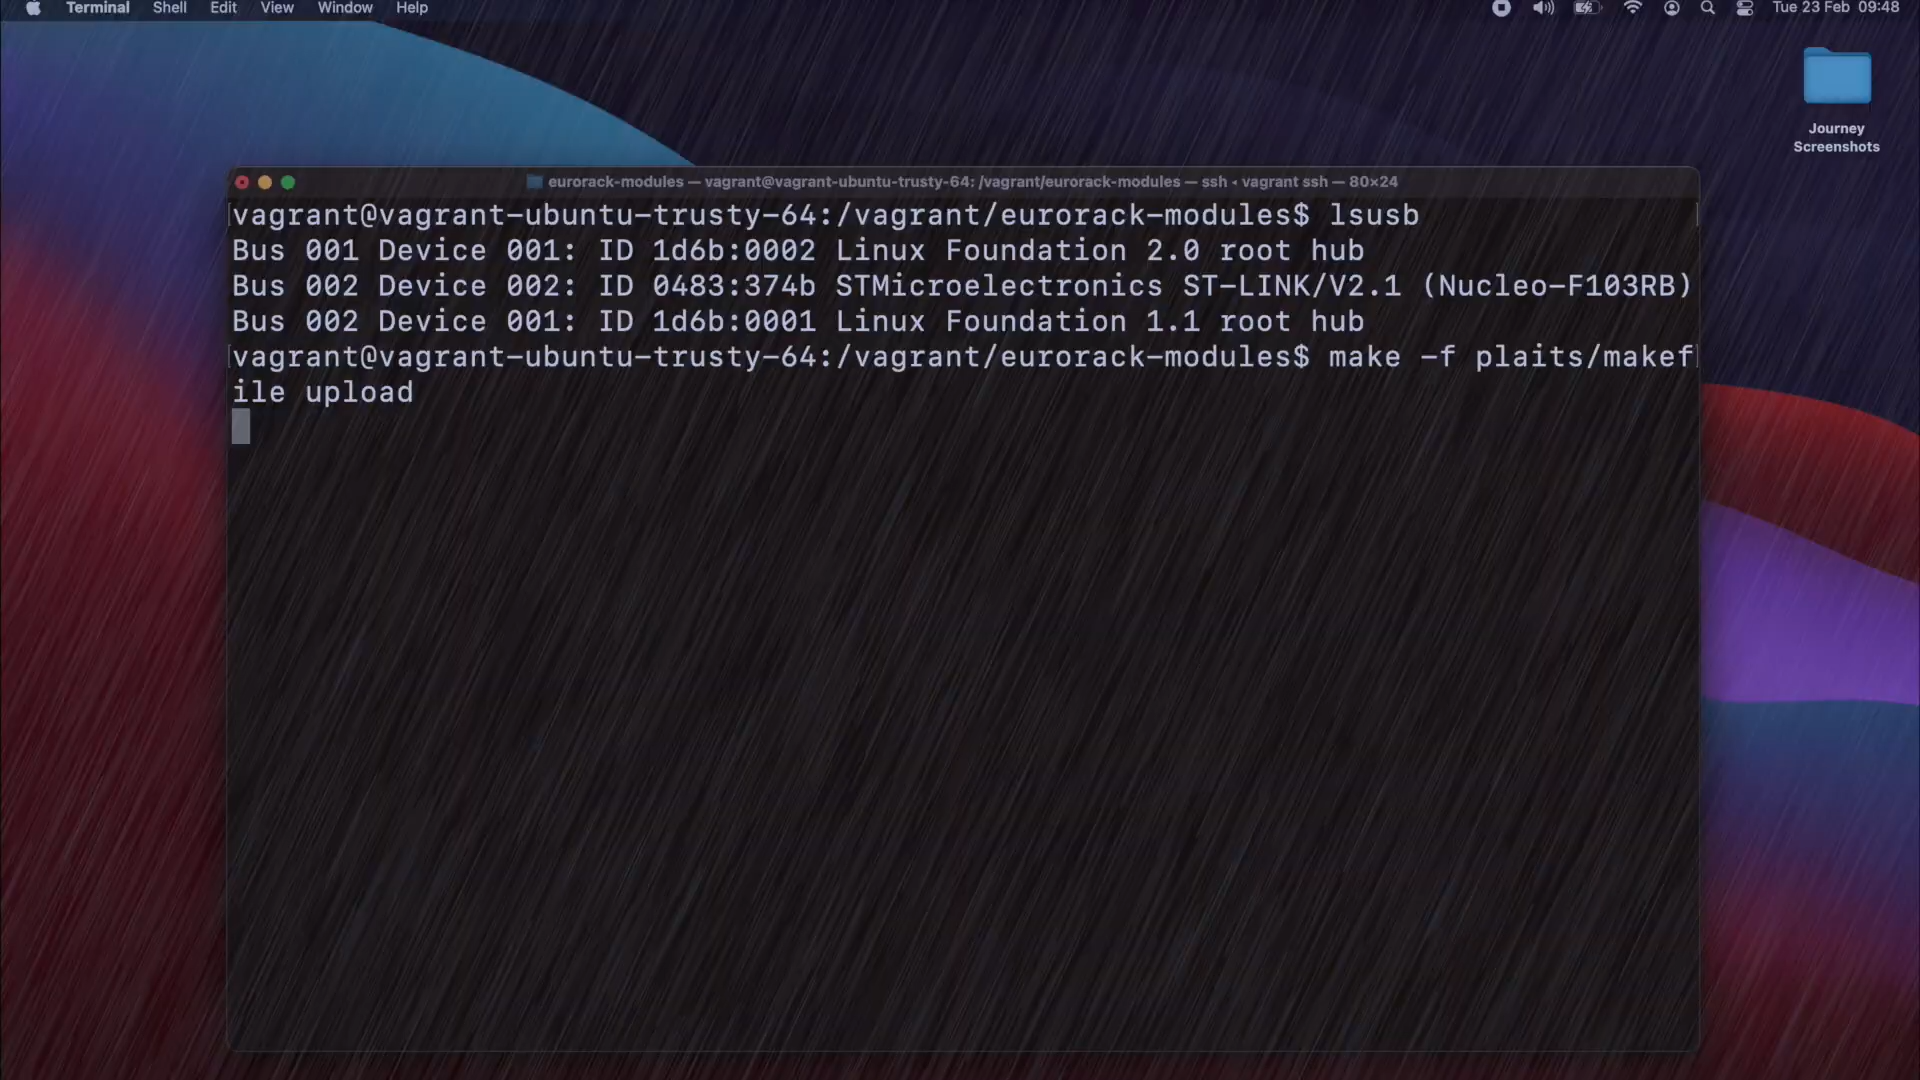 Terminal Shell Edit View Window Help Tue 23 Feb 09:48
Journey
Screenshots
eurorack-modules — vagrant@vagrant-ubuntu-trusty-64: /vagrant/eurorack-modules — ssh ◂ vagrant ssh — 80×24
vagrant@vagrant-ubuntu-trusty-64:/vagrant/eurorack-modules$ lsusb
Bus 001 Device 001: ID 1d6b:0002 Linux Foundation 2.0 root hub
Bus 002 Device 002: ID 0483:374b STMicroelectronics ST-LINK/V2.1 (Nucleo-F103RB)
Bus 002 Device 001: ID 1d6b:0001 Linux Foundation 1.1 root hub
vagrant@vagrant-ubuntu-trusty-64:/vagrant/eurorack-modules$ make -f plaits/makef
ile upload